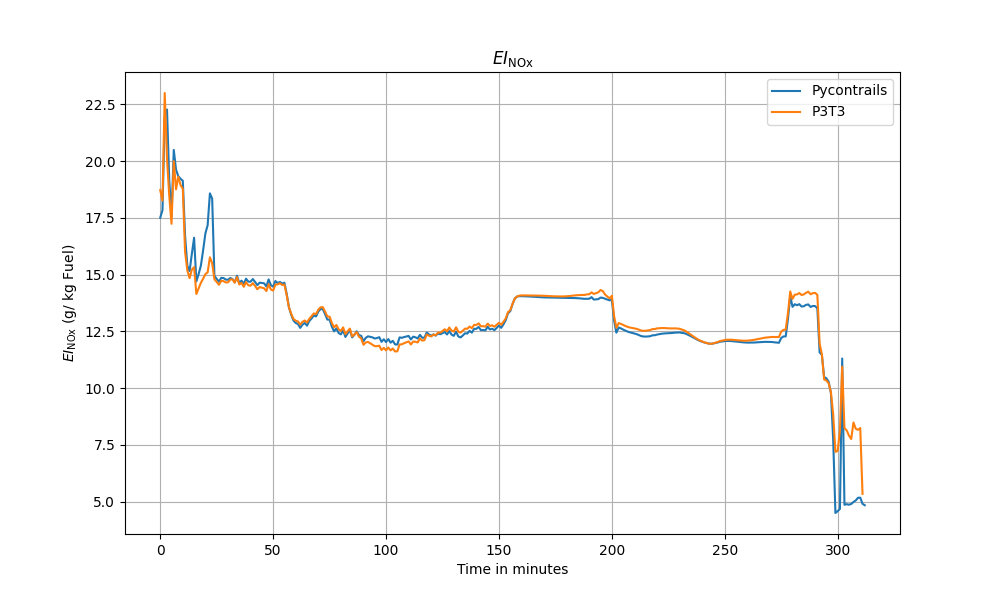 EI_NOx
Pycontrails
P3T3
22.5
20.0
17.5
15.0
12.5
10.0
7.5
5.0
EI_NOx (g/ kg Fuel)
0 50 100 150 200 250 300
Time in minutes